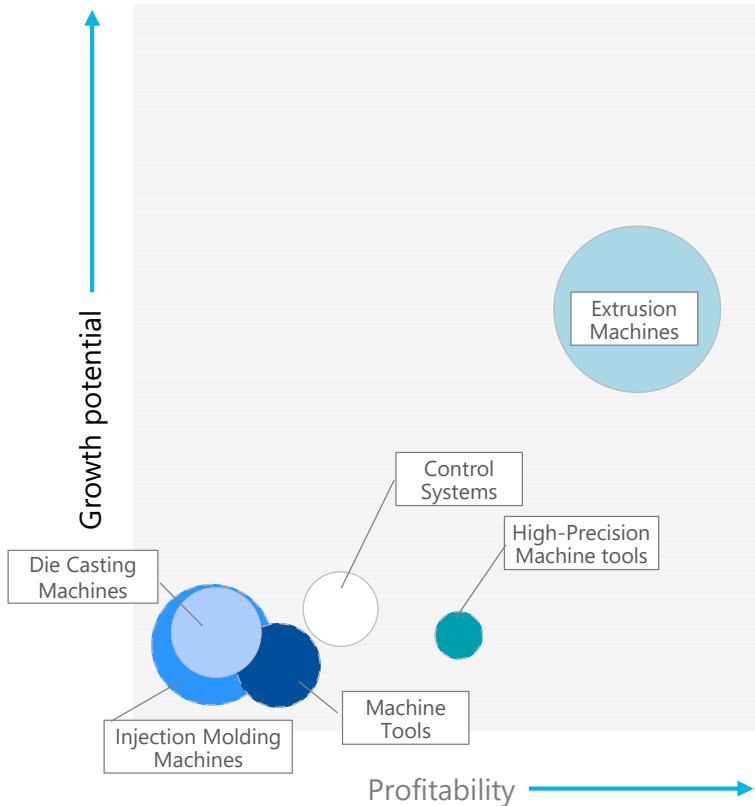 Growth potential
Extrusion
Machines
Control
Systems
High-Precision
Machine tools
Die Casting
Machines
Machine
Tools
Injection Molding
Machines
Profitability